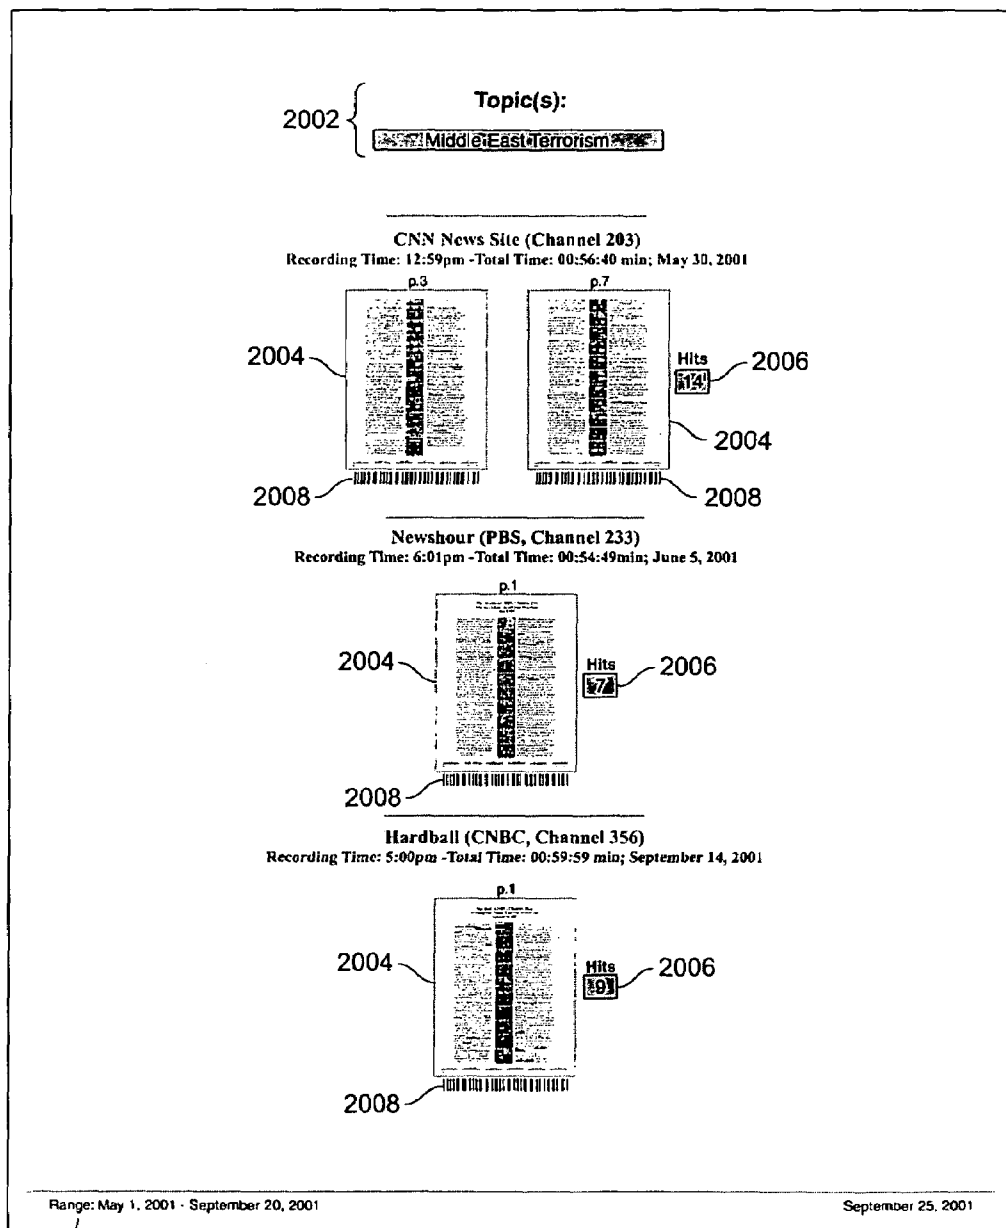 Topic(s):
2002
Middle East Terrorism
CNN News Site (Channel 203)
Recording Time: 12:59pm -Total Time: 00:56:40 min; May 30, 2001
p.3 p.7
2004 Hits 2006
14
2004
2008 2008
Newshour (PBS, Channel 233)
Recording Time: 6:01pm -Total Time: 00:54:49min; June 5, 2001
p.1
2004 Hits 2006
7
2008
Hardball (CNBC, Channel 356)
Recording Time: 5:00pm -Total Time: 00:59:59 min; September 14, 2001
p.1
2004 Hits 2006
9
2008
Range: May 1, 2001 - September 20, 2001 September 25, 2001